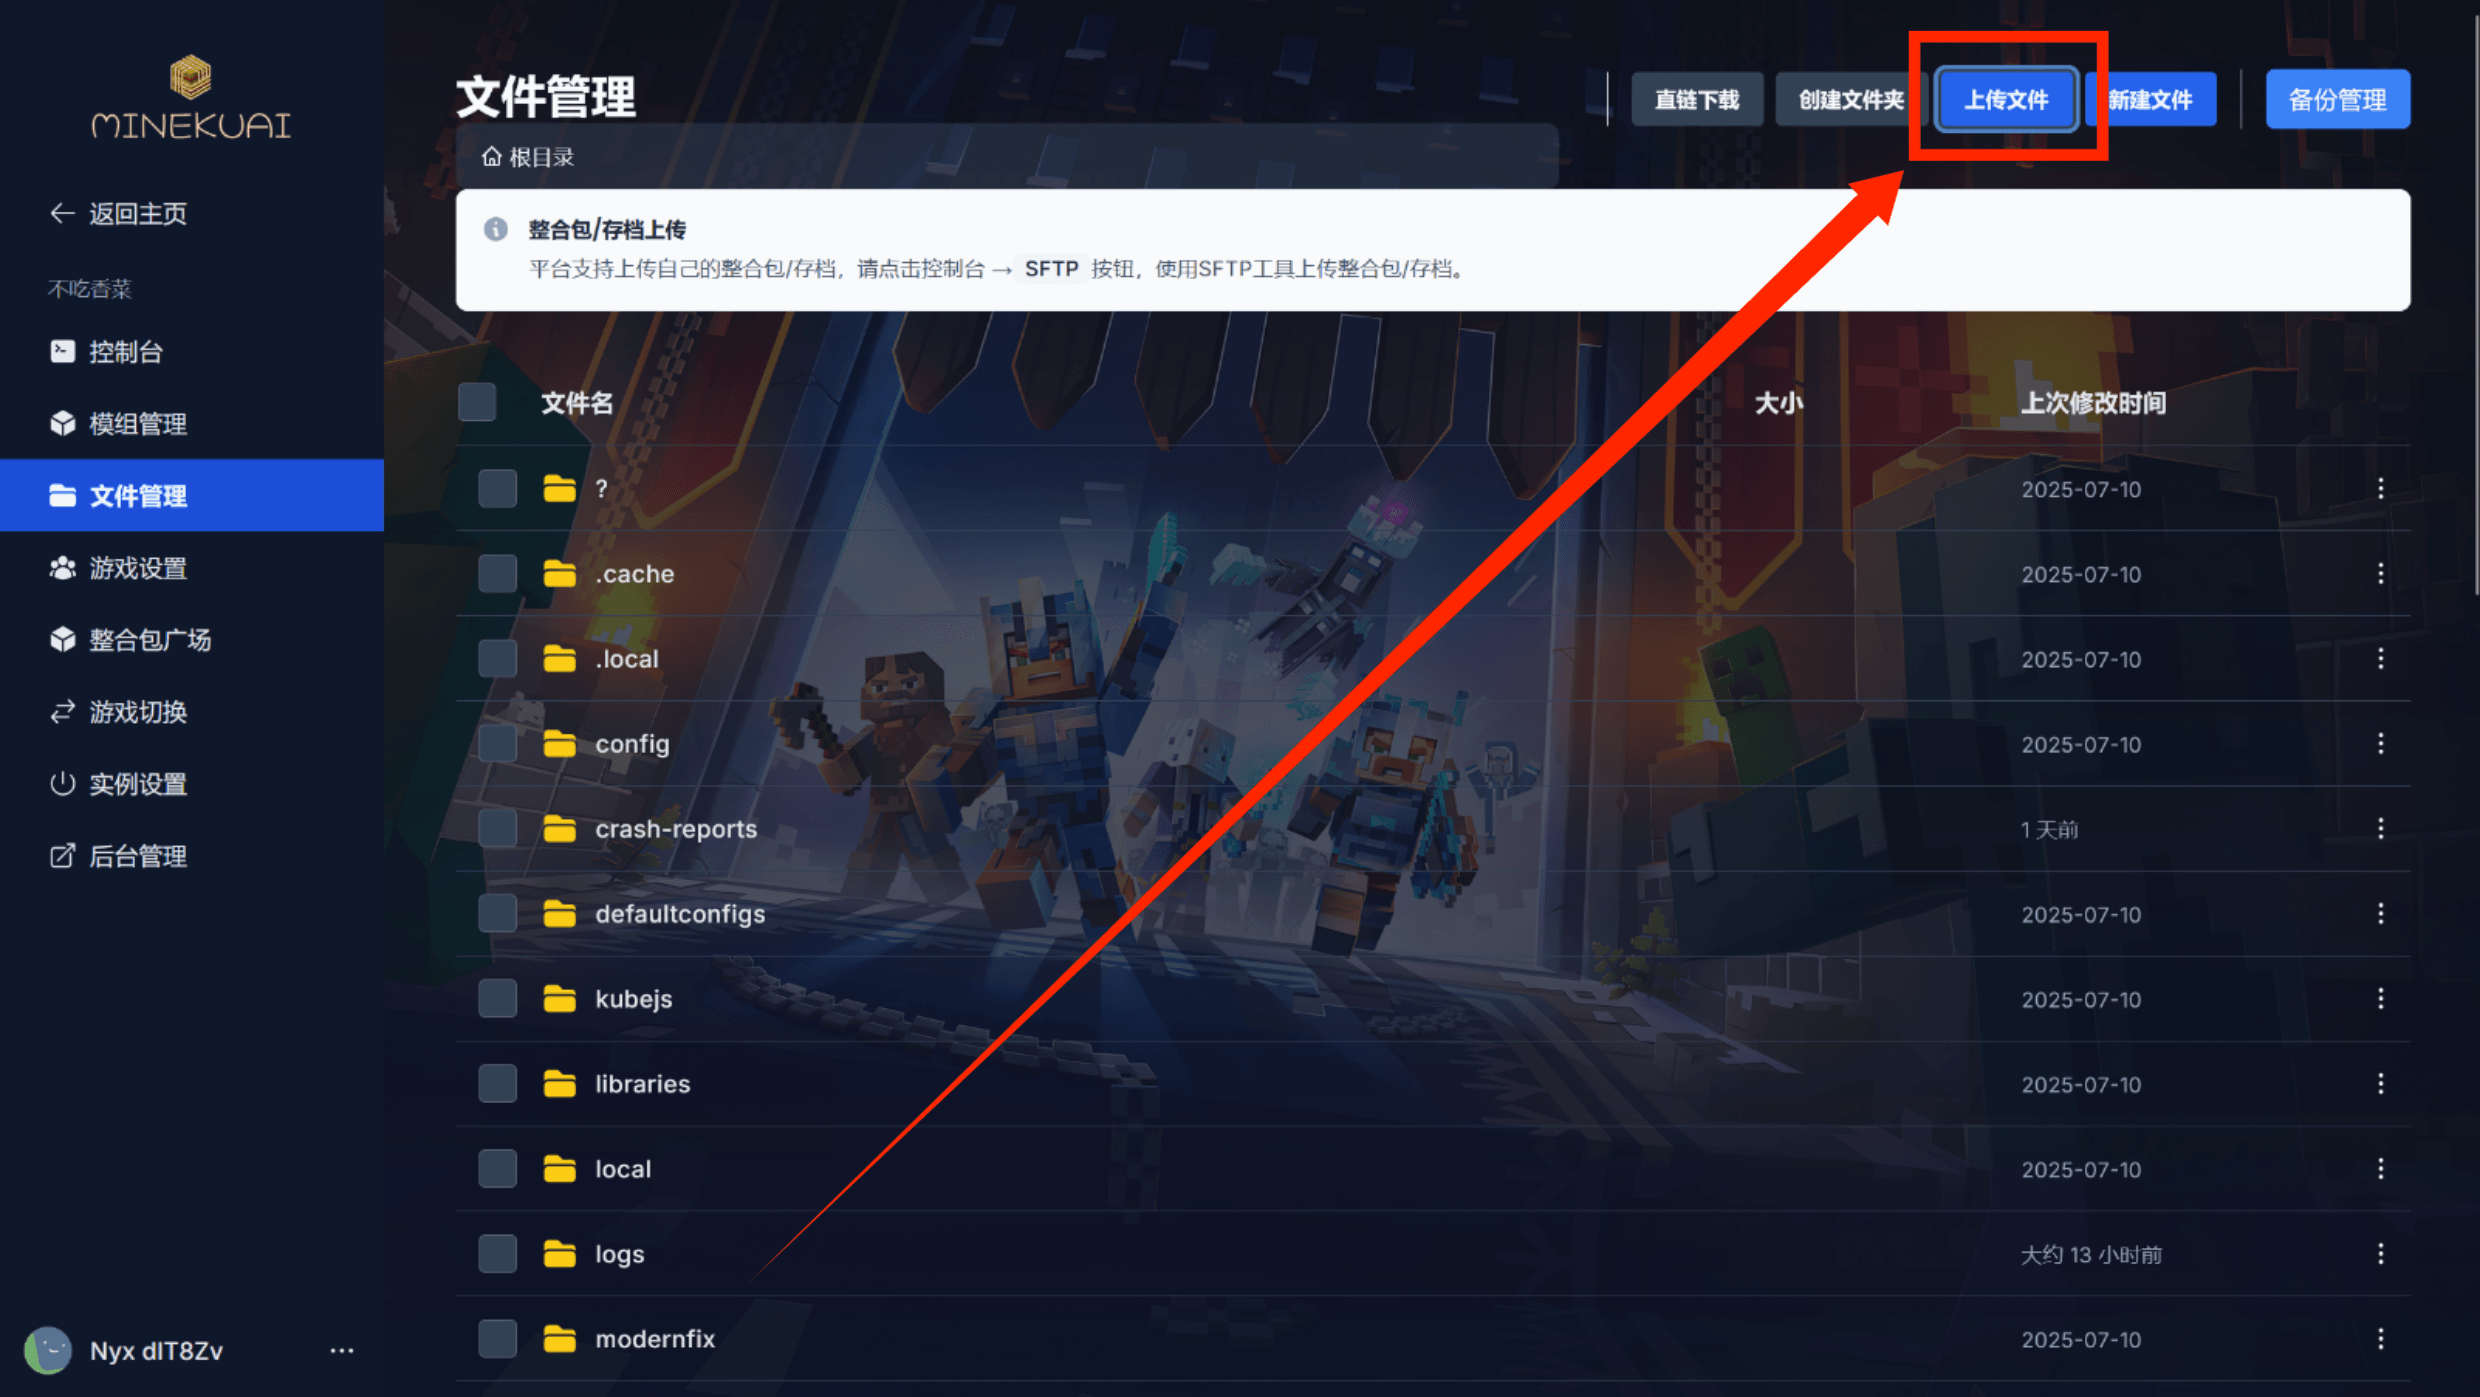 MINEKUAI
返回主页
不吃香菜
控制台
模组管理
文件管理
游戏设置
整合包广场
游戏切换
实例设置
后台管理
Nyx dIT8Zv
文件管理
直链下载
创建文件夹
上传文件
新建文件
备份管理
根目录
整合包/存档上传
平台支持上传自己的整合包/存档，请点击控制台 → SFTP 按钮，使用SFTP工具上传整合包/存档。
文件名 大小 上次修改时间
? 2025-07-10
.cache 2025-07-10
.local 2025-07-10
config 2025-07-10
crash-reports 1 天前
defaultconfigs 2025-07-10
kubejs 2025-07-10
libraries 2025-07-10
local 2025-07-10
logs 大约 13 小时前
modernfix 2025-07-10